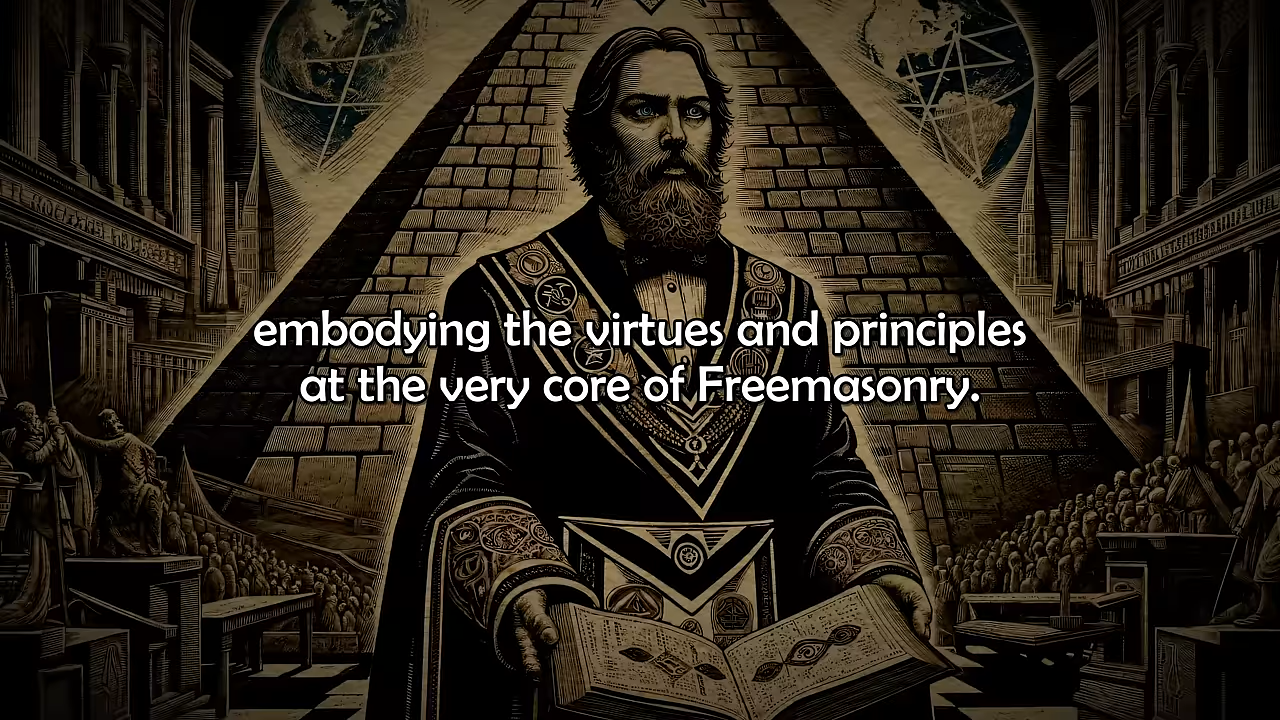 embodying the virtues and principles
at the very core of Freemasonry.